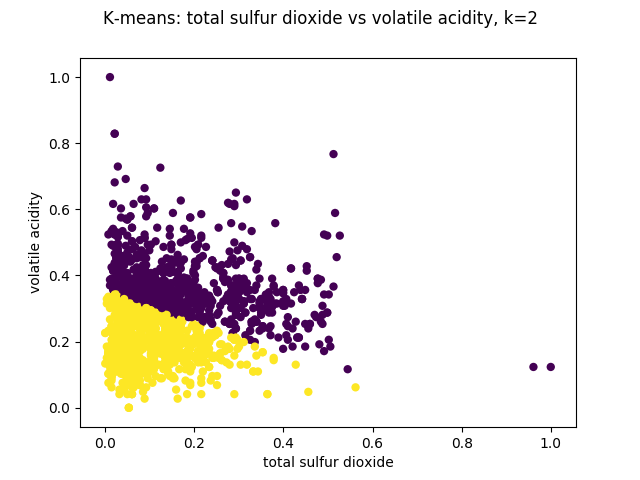 K-means: total sulfur dioxide vs volatile acidity, k=2
1.0
0.8
0.6
0.4
0.2
0.0
volatile acidity
0.0 0.2 0.4 0.6 0.8 1.0
total sulfur dioxide